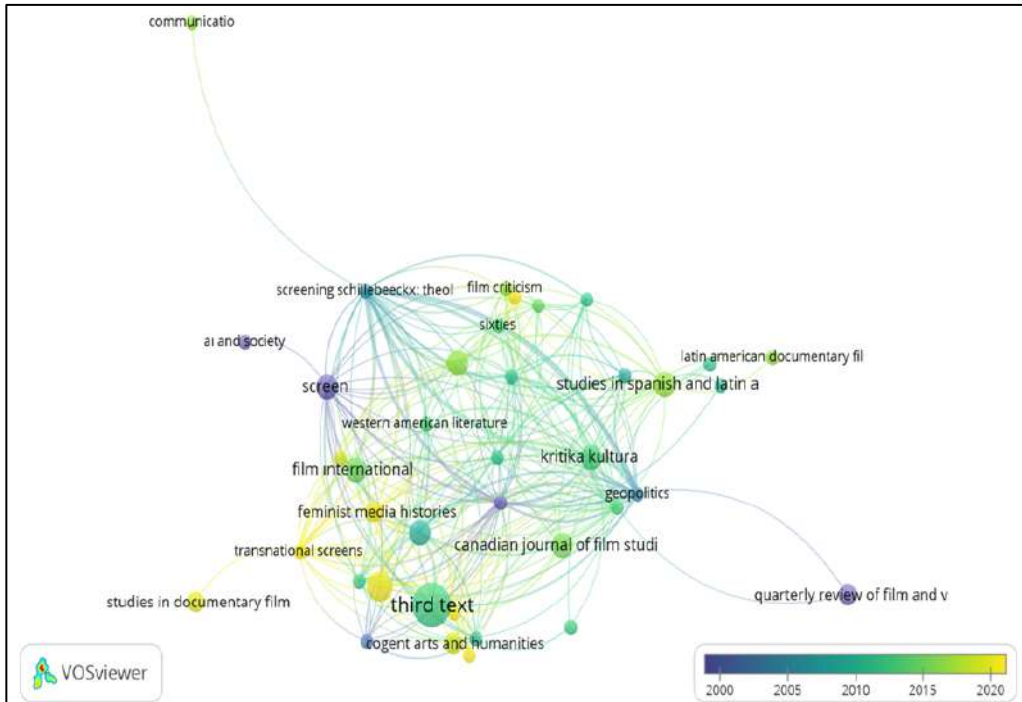 communicatio
screening schillebeeckx: theol
film criticism
sixties
ai and society
latin american documentary fil
screen
studies in spanish and latin a
western american literature
film international
kritika kultura
geopolitics
feminist media histories
canadian journal of film studi
transnational screens
quarterly review of film and v
studies in documentary film
third text
cogent arts and humanities
VOSviewer
2000 2005 2010 2015 2020